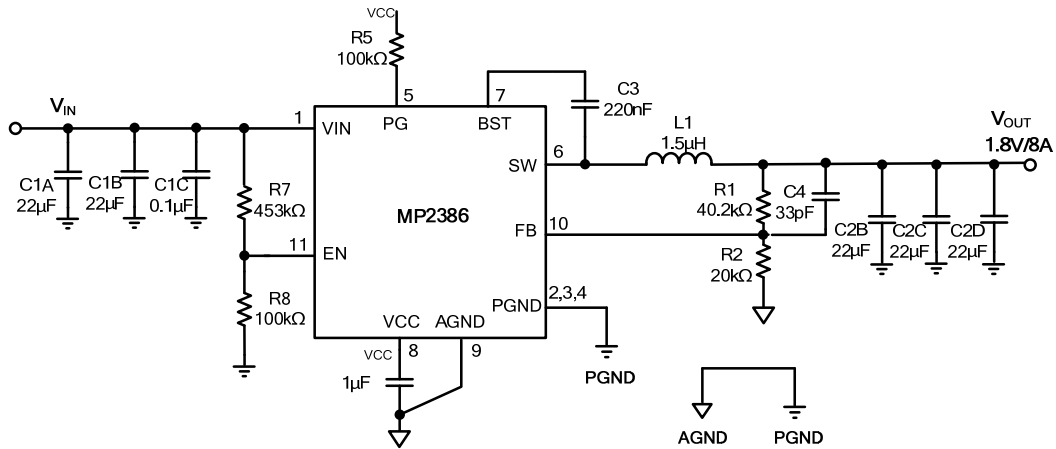 VCC
R5
100kΩ
5
7
C3
220nF
VIN
1
VIN
PG
BST
L1
1.5µH
VOUT
1.8V/8A
6
SW
C1A
22µF
C1B
22µF
C1C
0.1µF
R7
453kΩ
MP2386
R1
40.2kΩ
C4
33pF
FB
10
C2B
22µF
C2C
22µF
C2D
22µF
11
EN
R2
20kΩ
R8
100kΩ
PGND
2,3,4
VCC
AGND
VCC
8
9
1µF
PGND
AGND
PGND